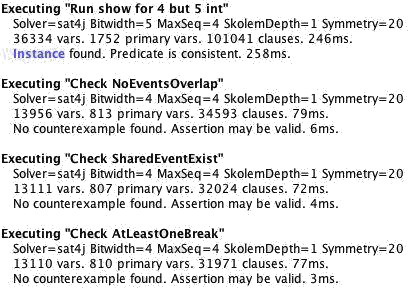 Executing "Run show for 4 but 5 int"
Solver=sat4j Bitwidth=5 MaxSeq=4 SkolemDepth=1 Symmetry=20
36334 vars. 1752 primary vars. 101041 clauses. 246ms.
Instance found. Predicate is consistent. 258ms.
Executing "Check NoEventsOverlap"
Solver=sat4j Bitwidth=4 MaxSeq=4 SkolemDepth=1 Symmetry=20
13956 vars. 813 primary vars. 34593 clauses. 79ms.
No counterexample found. Assertion may be valid. 6ms.
Executing "Check SharedEventExist"
Solver=sat4j Bitwidth=4 MaxSeq=4 SkolemDepth=1 Symmetry=20
13111 vars. 807 primary vars. 32024 clauses. 72ms.
No counterexample found. Assertion may be valid. 4ms.
Executing "Check AtLeastOneBreak"
Solver=sat4j Bitwidth=4 MaxSeq=4 SkolemDepth=1 Symmetry=20
13110 vars. 810 primary vars. 31971 clauses. 77ms.
No counterexample found. Assertion may be valid. 3ms.